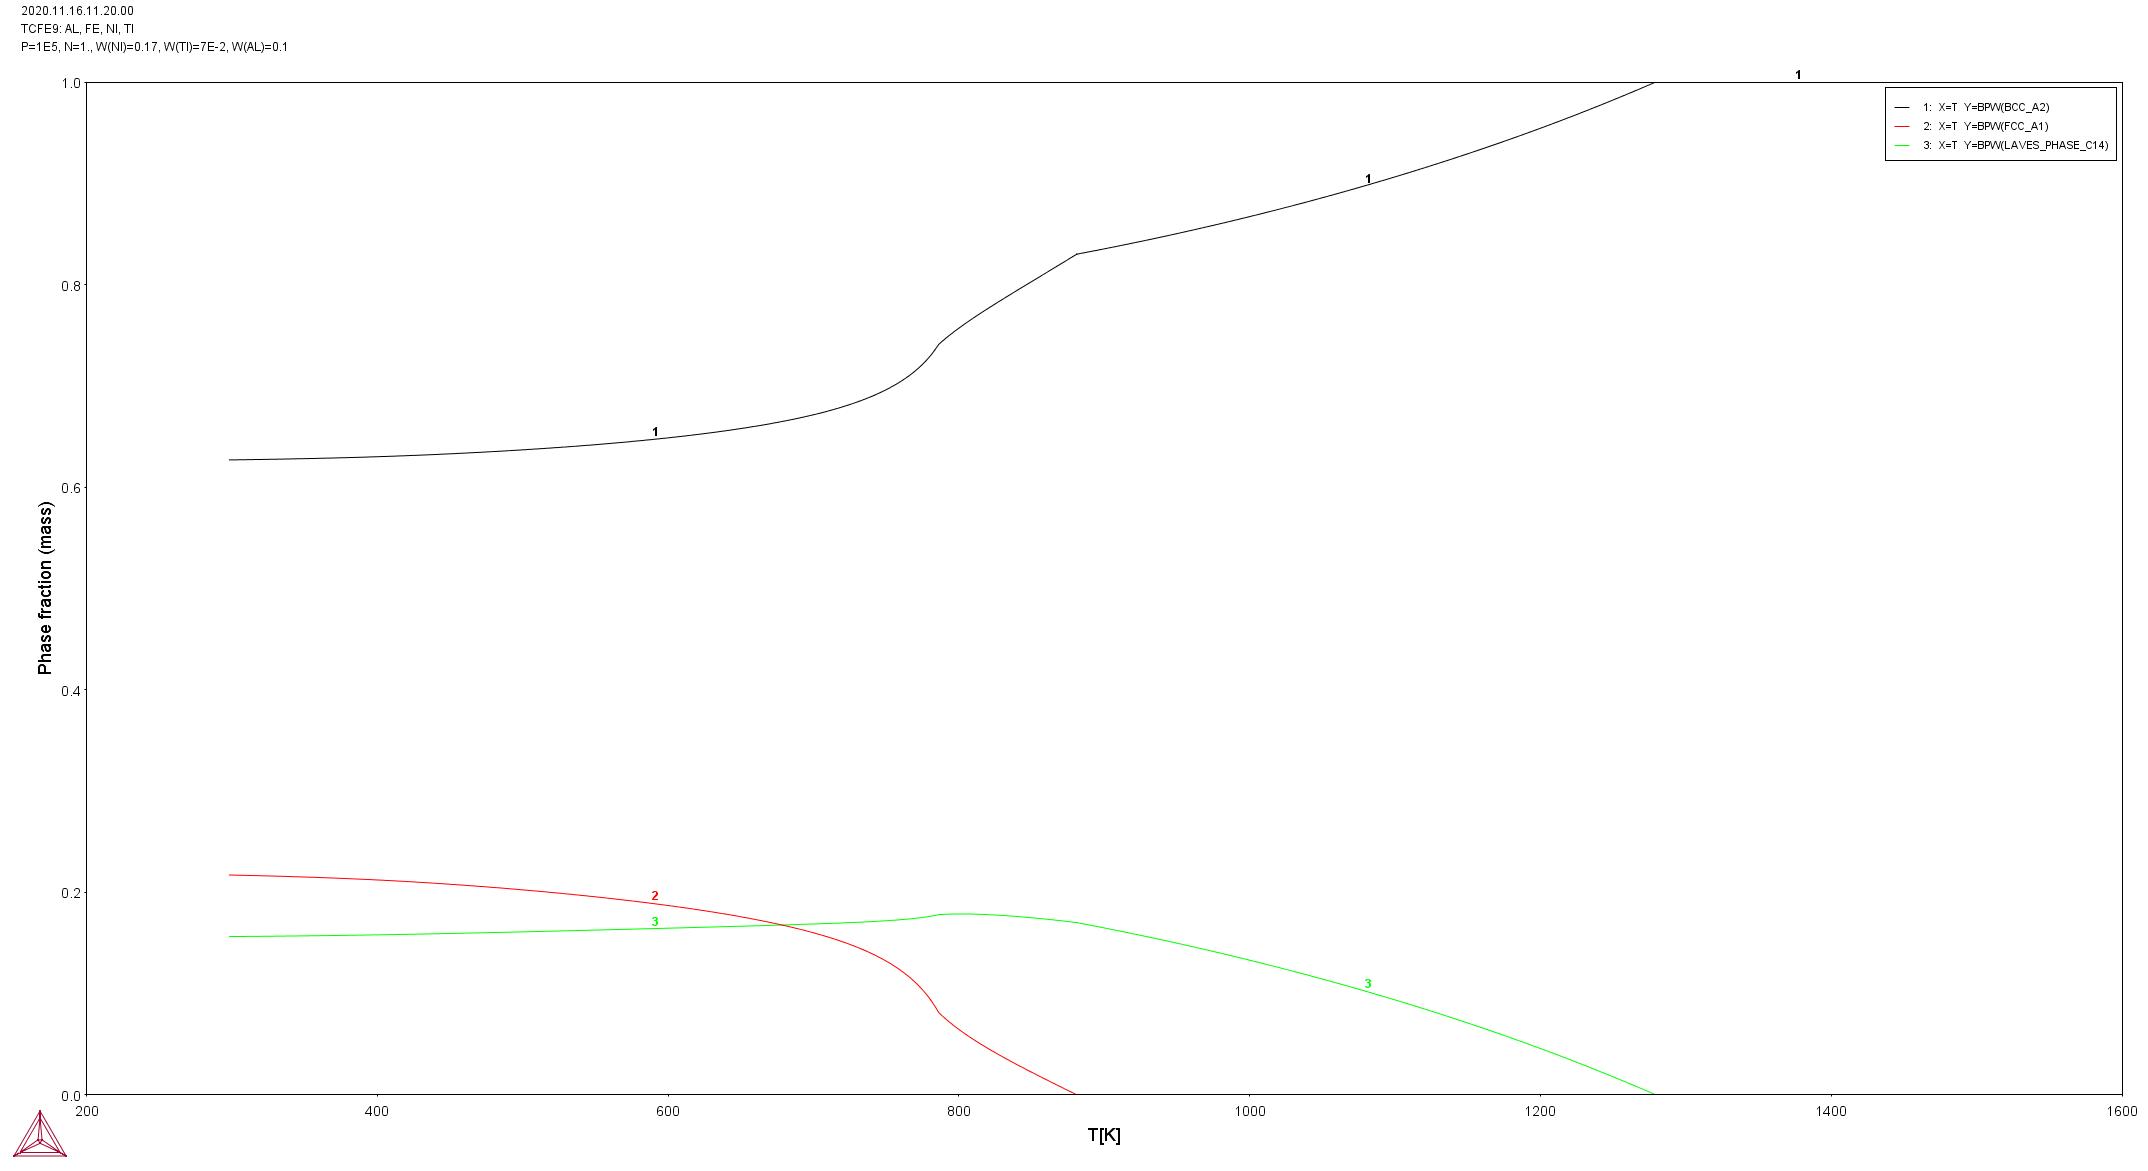 2020.11.16.11.20.00
TCFE9: AL, FE, NI, TI
P=1E5, N=1., W(NI)=0.17, W(TI)=7E-2, W(AL)=0.1
1
1.0
1: X=T Y=BPW(BCC_A2)
2: X=T Y=BPW(FCC_A1)
3: X=T Y=BPW(LAVES_PHASE_C14)
1
0.8
1
0.6
Phase fraction (mass)
0.4
0.2
2
3
3
0.0
200 400 600 800 1000 1200 1400 1600
T[K]